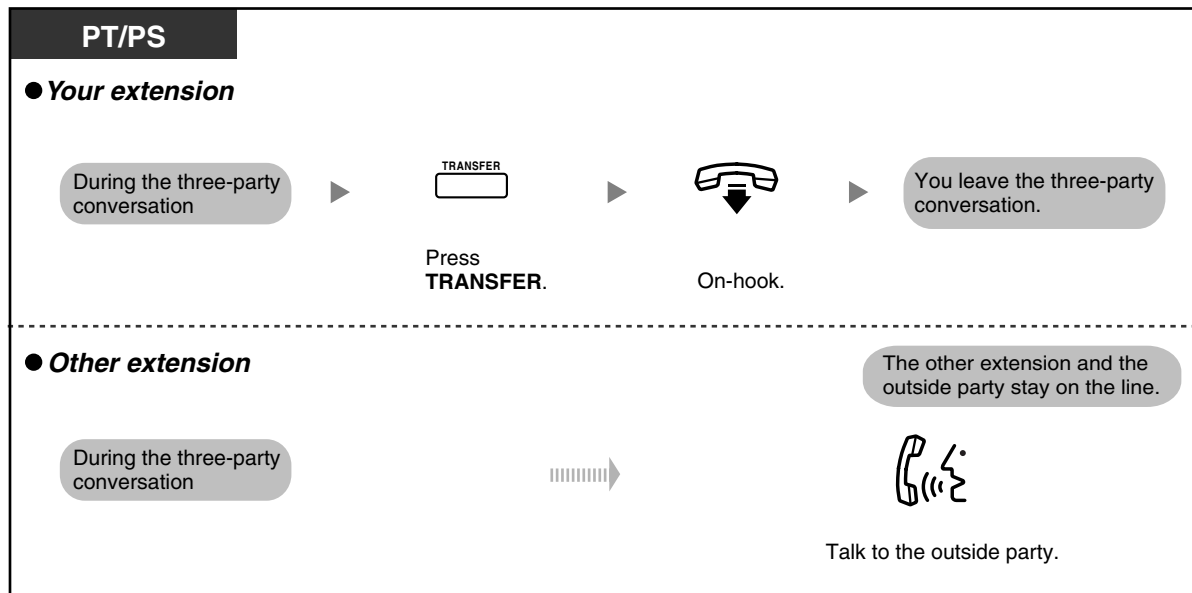 PT/PS
● Your extension
During the three-party
conversation
TRANSFER
Press
TRANSFER.
On-hook.
You leave the three-party
conversation.
● Other extension
During the three-party
conversation
The other extension and the
outside party stay on the line.
Talk to the outside party.